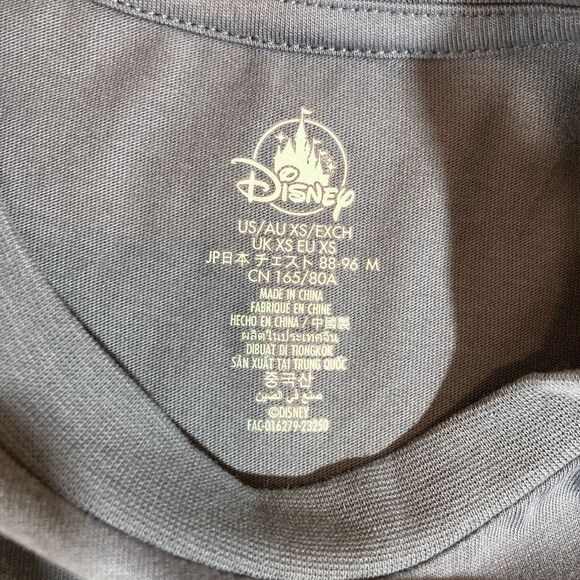 Disney
US/AU XS/EXCH
UK XS EU XS
JP日本 チェスト 88-96 M
CN 165/80A
MADE IN CHINA
FABRIQUÉ EN CHINE
HECHO EN CHINA / 中國製
ผลิตในประเทศจีน
DIBUAT DI TIONGKOK
SẢN XUẤT TẠI TRUNG QUỐC
중국산
صنع في الصين
©DISNEY
FAC-016279-23250